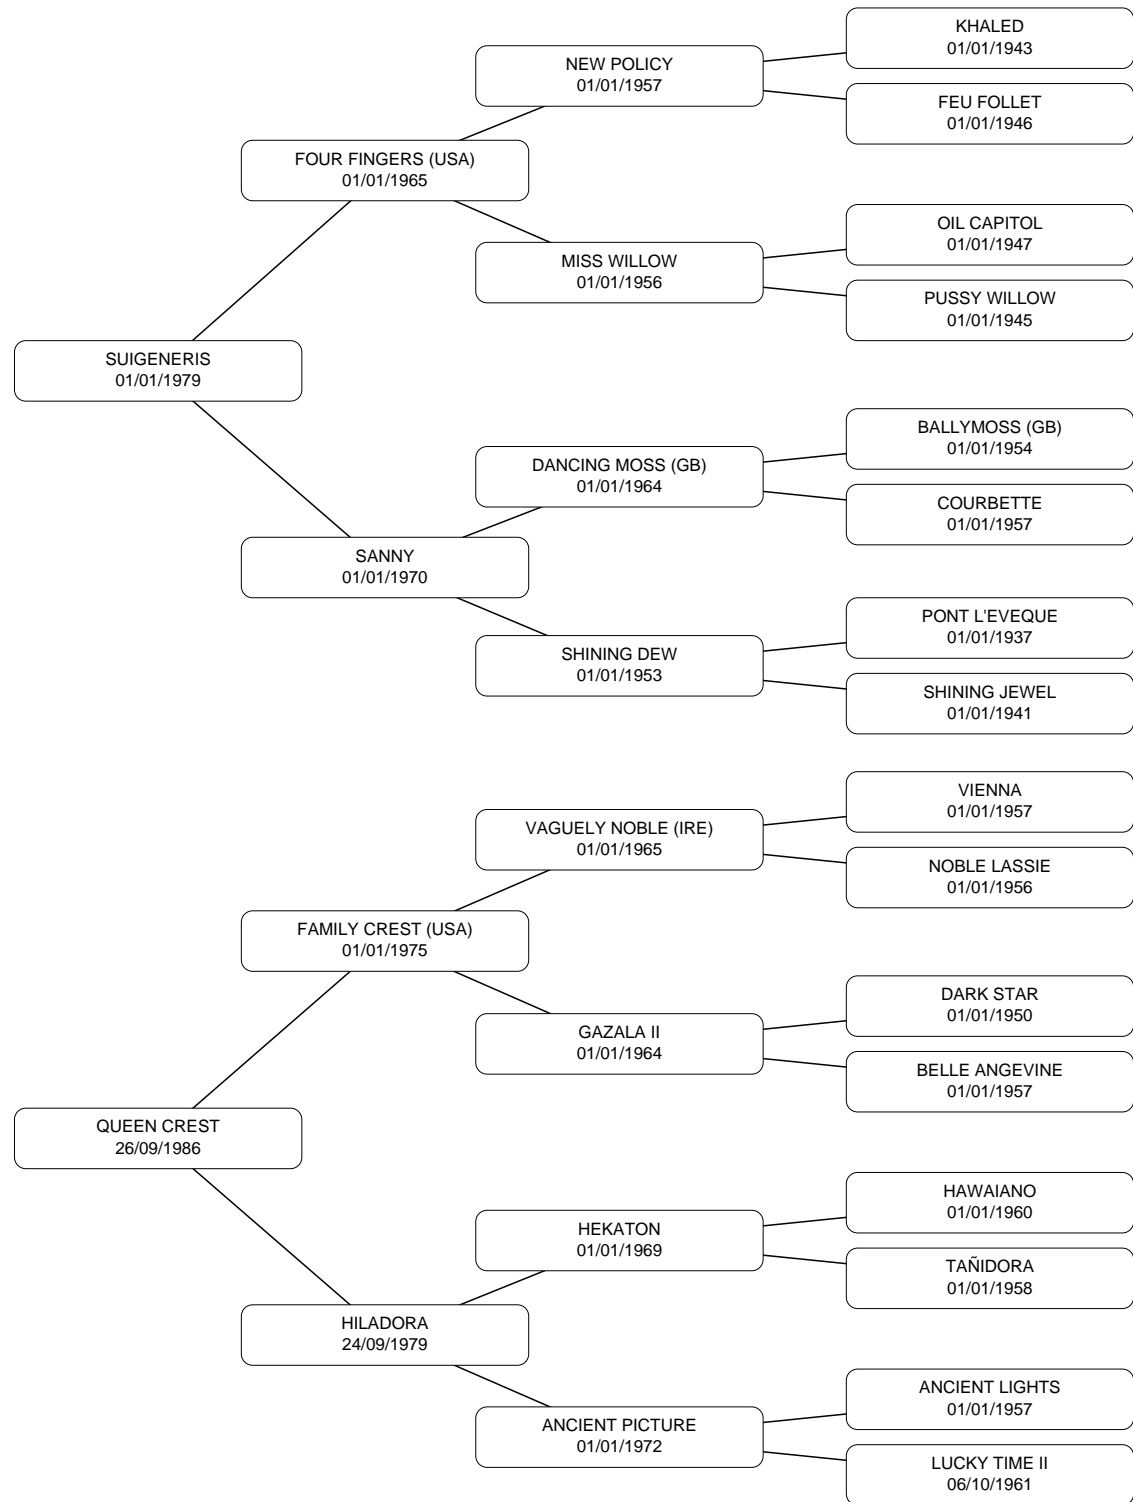 KHALED
01/01/1943
NEW POLICY
01/01/1957
FEU FOLLET
01/01/1946
FOUR FINGERS (USA)
01/01/1965
OIL CAPITOL
01/01/1947
MISS WILLOW
01/01/1956
PUSSY WILLOW
01/01/1945
SUIGENERIS
01/01/1979
BALLYMOSS (GB)
01/01/1954
DANCING MOSS (GB)
01/01/1964
COURBETTE
01/01/1957
SANNY
01/01/1970
PONT L'EVEQUE
01/01/1937
SHINING DEW
01/01/1953
SHINING JEWEL
01/01/1941
VIENNA
01/01/1957
VAGUELY NOBLE (IRE)
01/01/1965
NOBLE LASSIE
01/01/1956
FAMILY CREST (USA)
01/01/1975
DARK STAR
01/01/1950
GAZALA II
01/01/1964
BELLE ANGEVINE
01/01/1957
QUEEN CREST
26/09/1986
HAWAIANO
01/01/1960
HEKATON
01/01/1969
TAÑIDORA
01/01/1958
HILADORA
24/09/1979
ANCIENT LIGHTS
01/01/1957
ANCIENT PICTURE
01/01/1972
LUCKY TIME II
06/10/1961